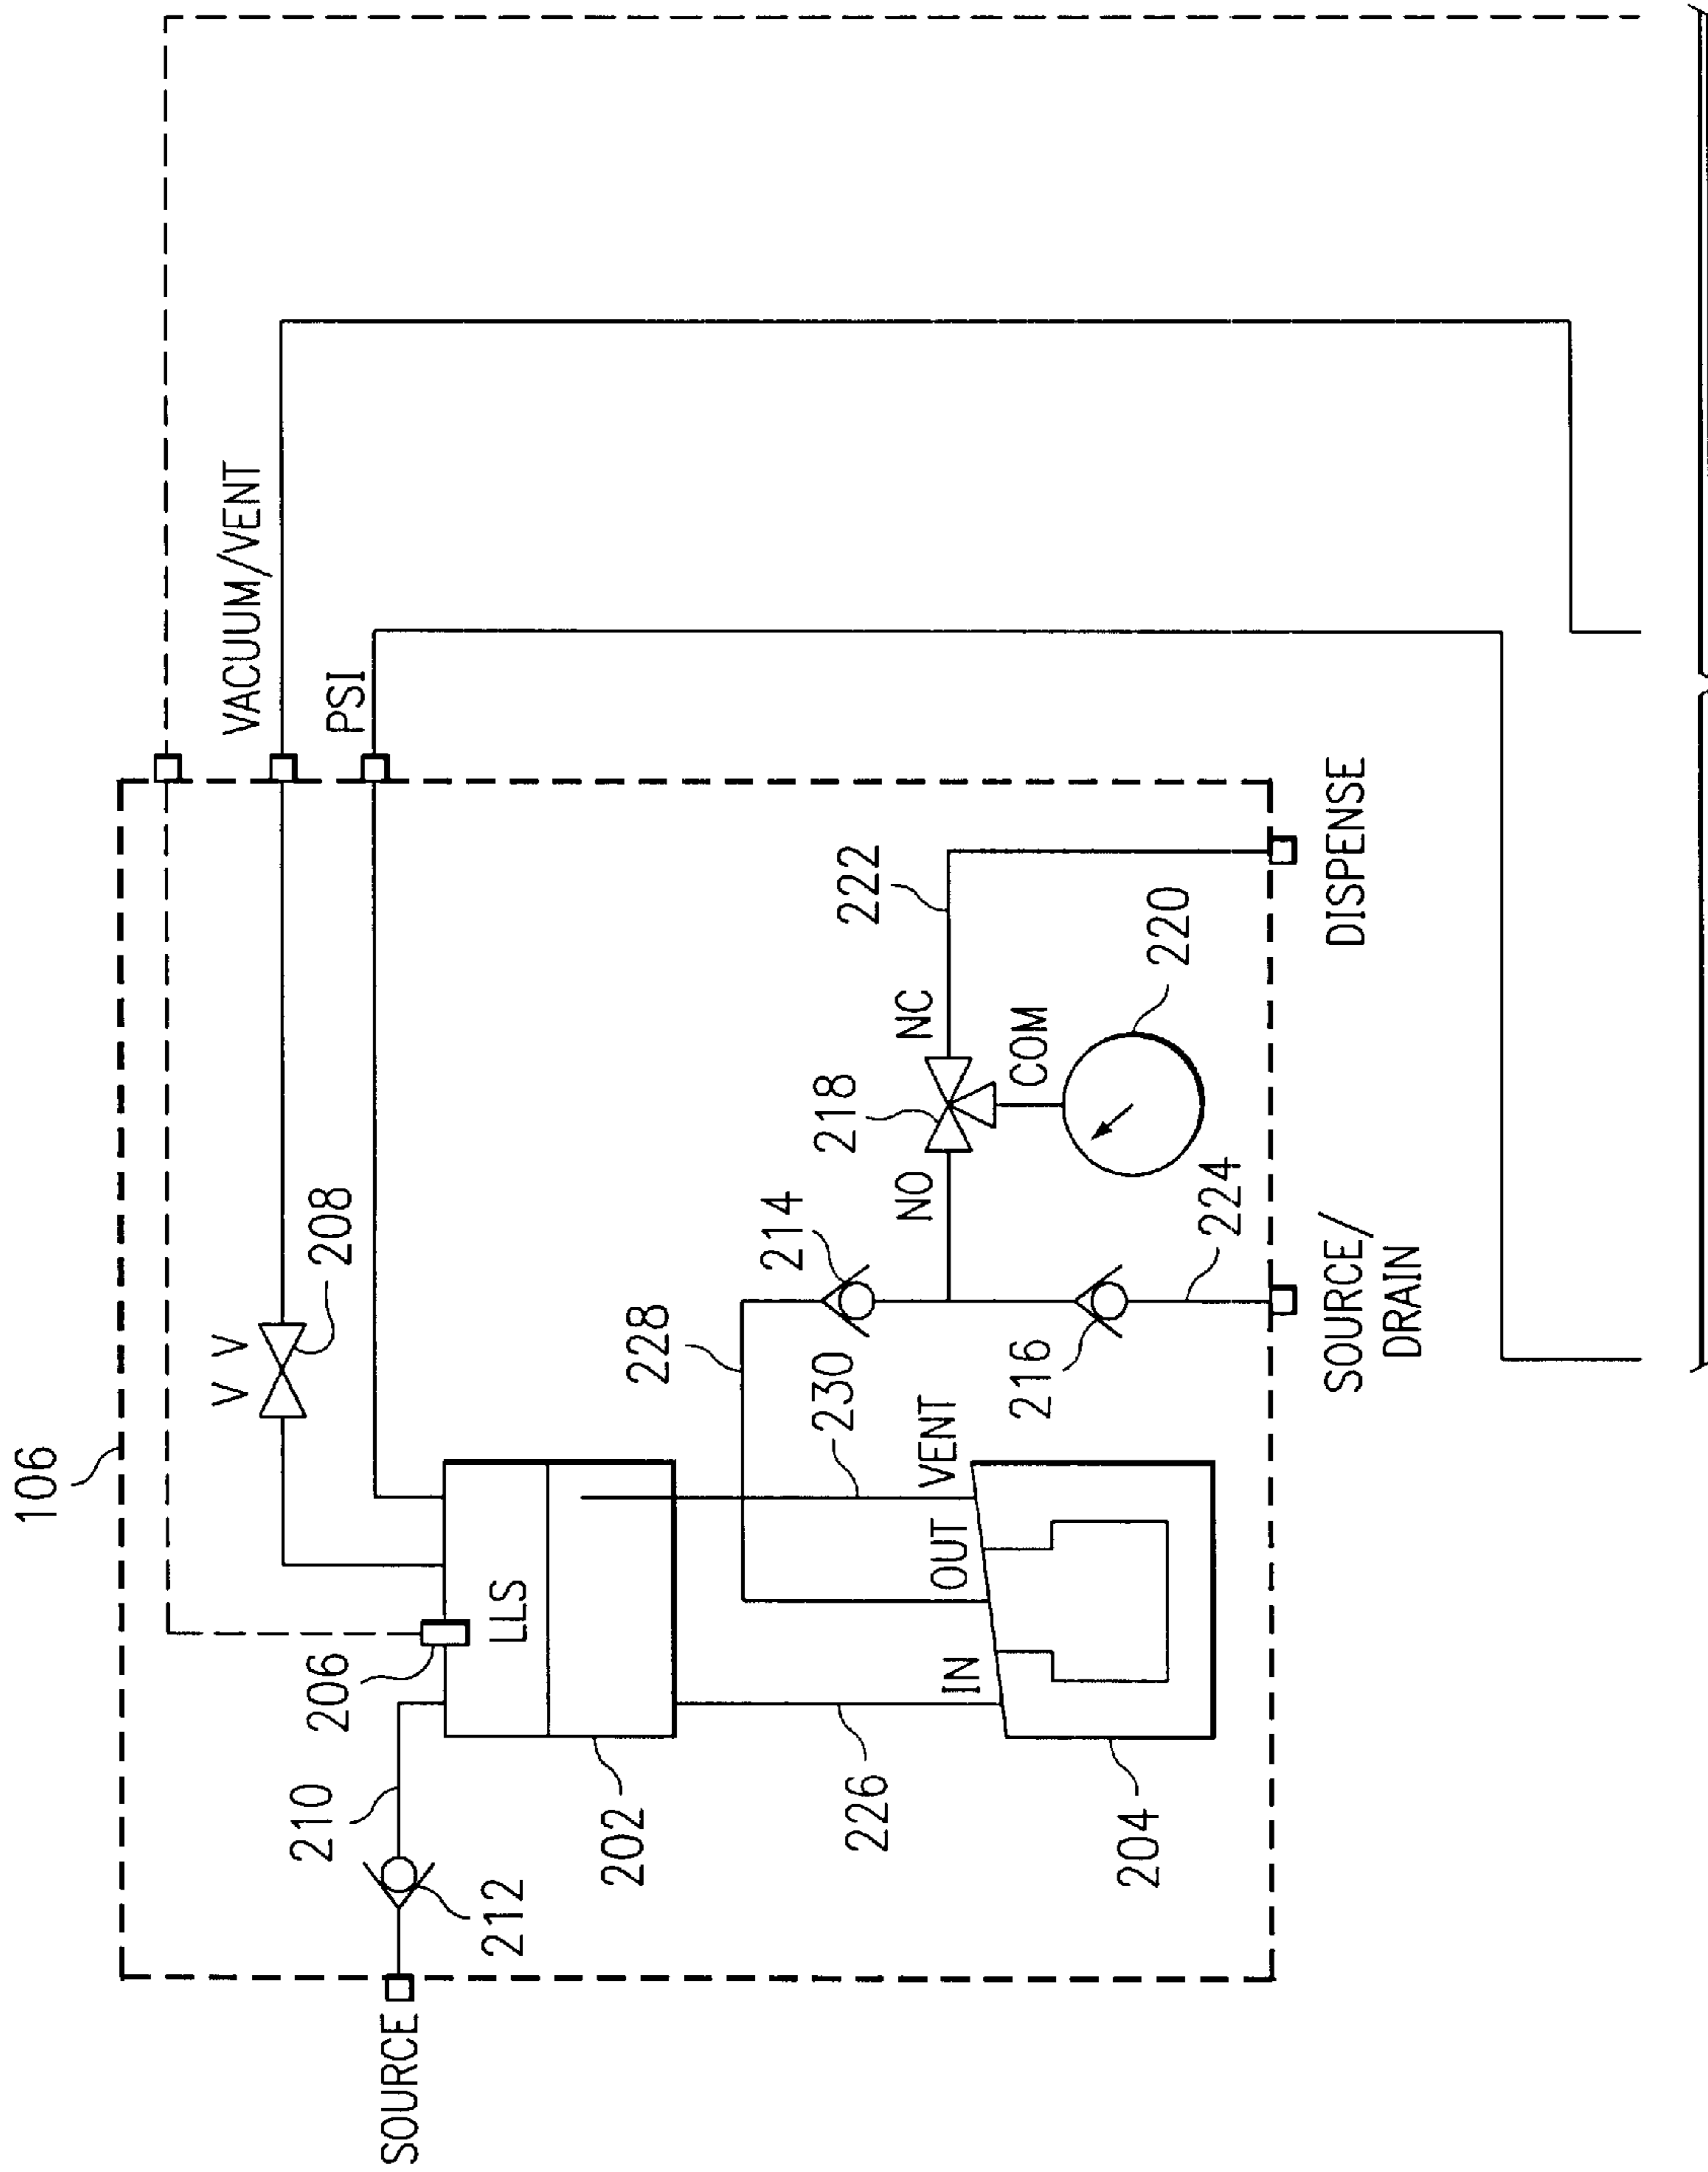 106
VACUUM/VENT
PSI
V V
208
SOURCE
210
212
206
LLS
202
228
214
218
NO
NC
COM
222
220
230
226
IN
OUT
VENT
216
224
204
SOURCE/
DRAIN
DISPENSE